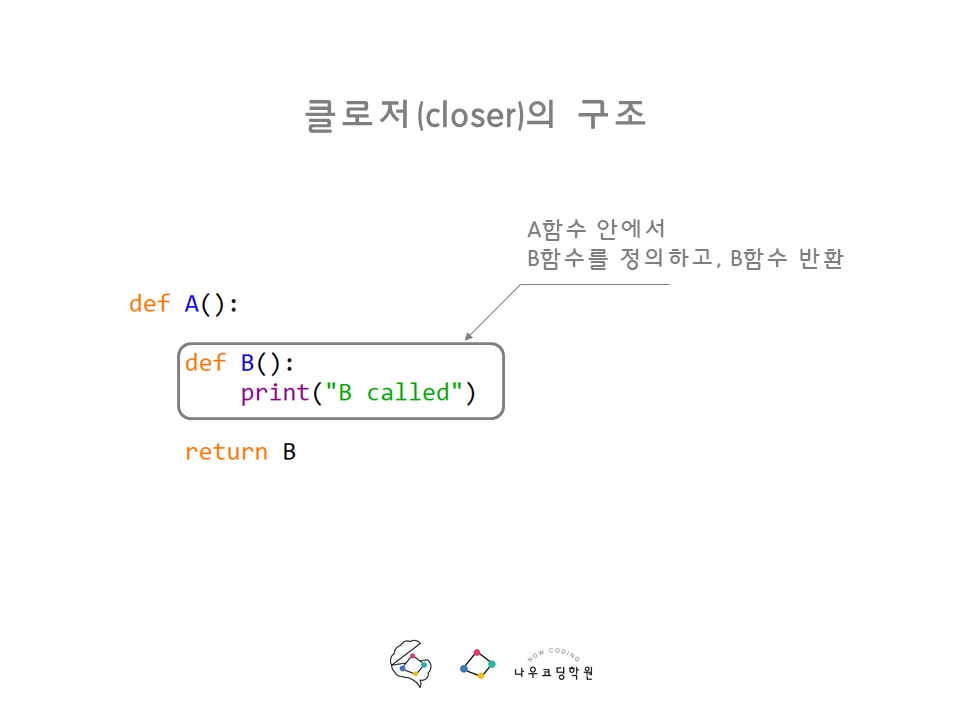 클로저(closer)의 구조
A함수 안에서
B함수를 정의하고, B함수 반환
def A():
def B():
print("B called")
return B
NOW CODING
나우코딩학원